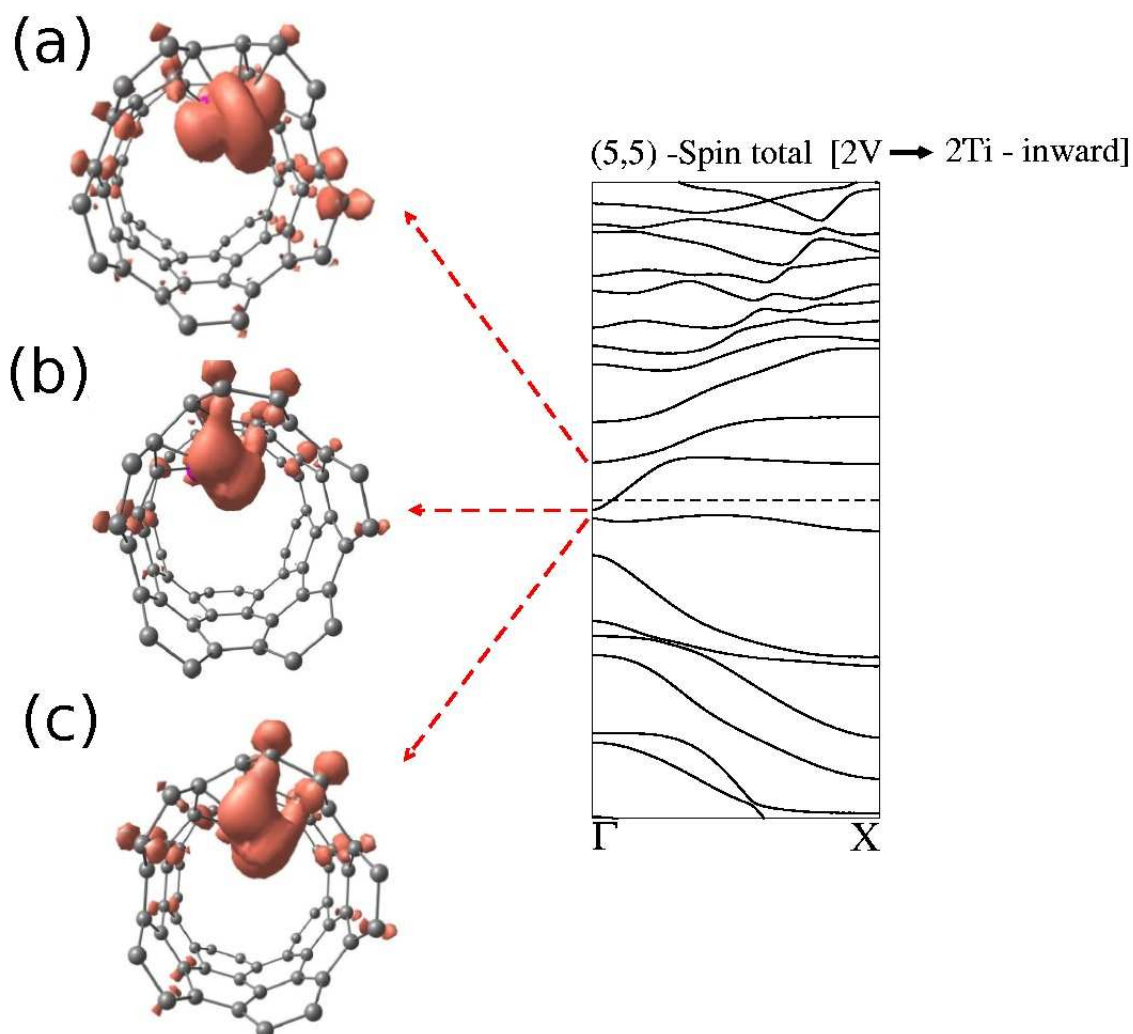 (a)
(5,5) -Spin total [2V → 2Ti - inward]
(b)
(c)
Γ X